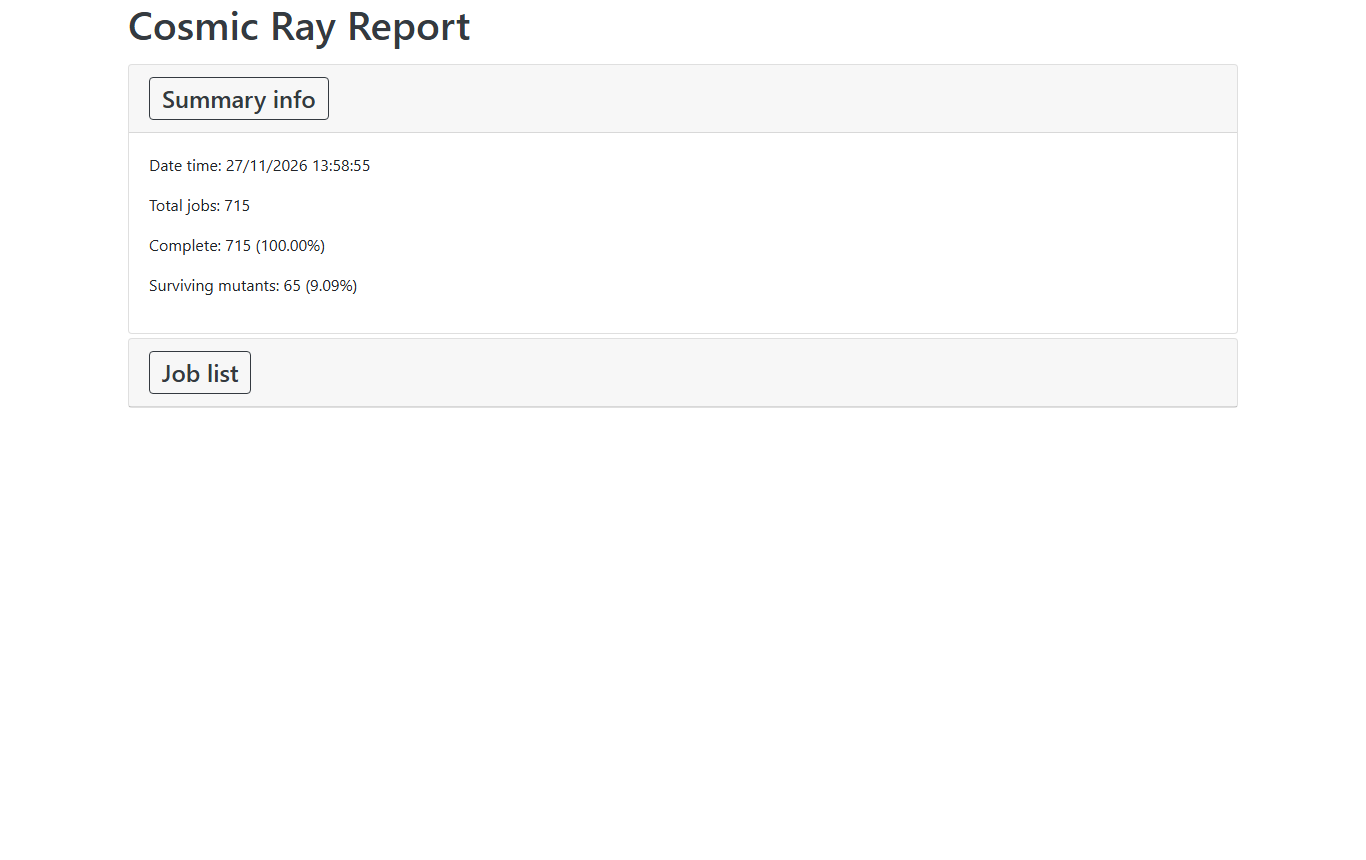 Cosmic Ray Report
Summary info
Date time: 27/11/2026 13:58:55
Total jobs: 715
Complete: 715 (100.00%)
Surviving mutants: 65 (9.09%)
Job list